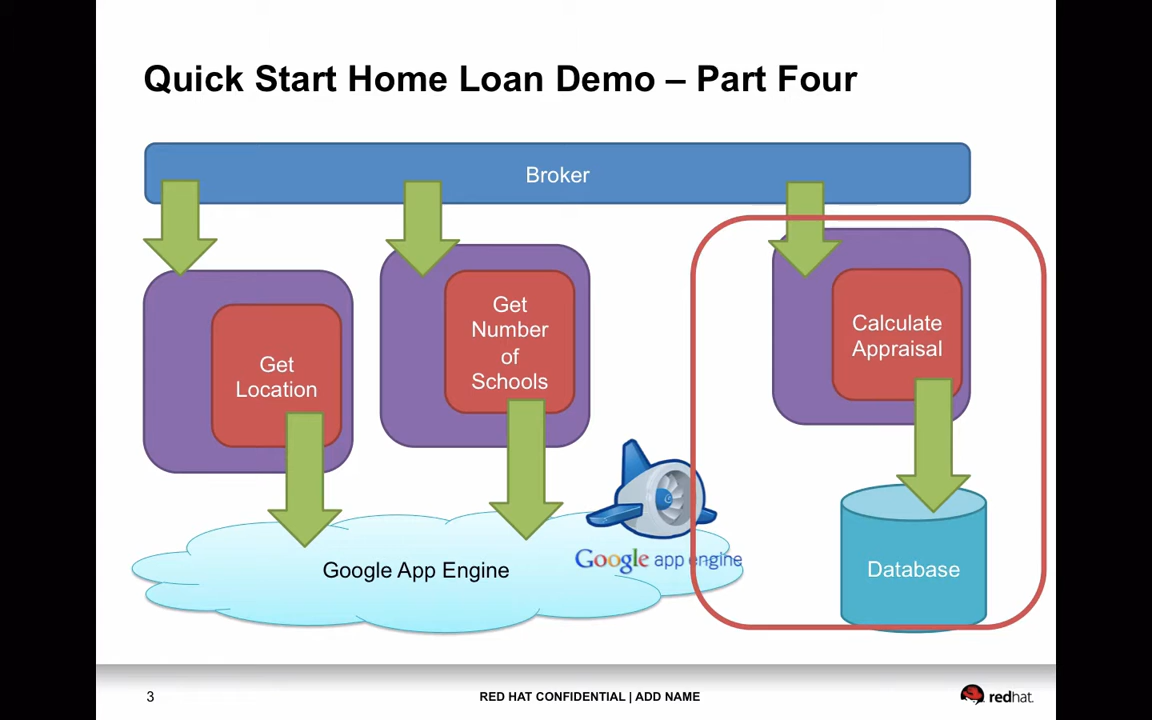 Quick Start Home Loan Demo – Part Four
Broker
Get
Location
Get
Number
of
Schools
Calculate
Appraisal
Google App Engine
Google app engine
Database
3
RED HAT CONFIDENTIAL | ADD NAME
redhat.